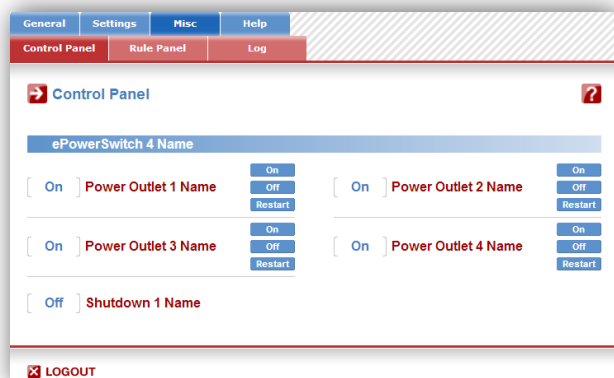 General Settings Misc Help
Control Panel Rule Panel Log
Control Panel ?
ePowerSwitch 4 Name
On Power Outlet 1 Name On Off Restart
On Power Outlet 2 Name On Off Restart
On Power Outlet 3 Name On Off Restart
On Power Outlet 4 Name On Off Restart
Off Shutdown 1 Name
LOGOUT